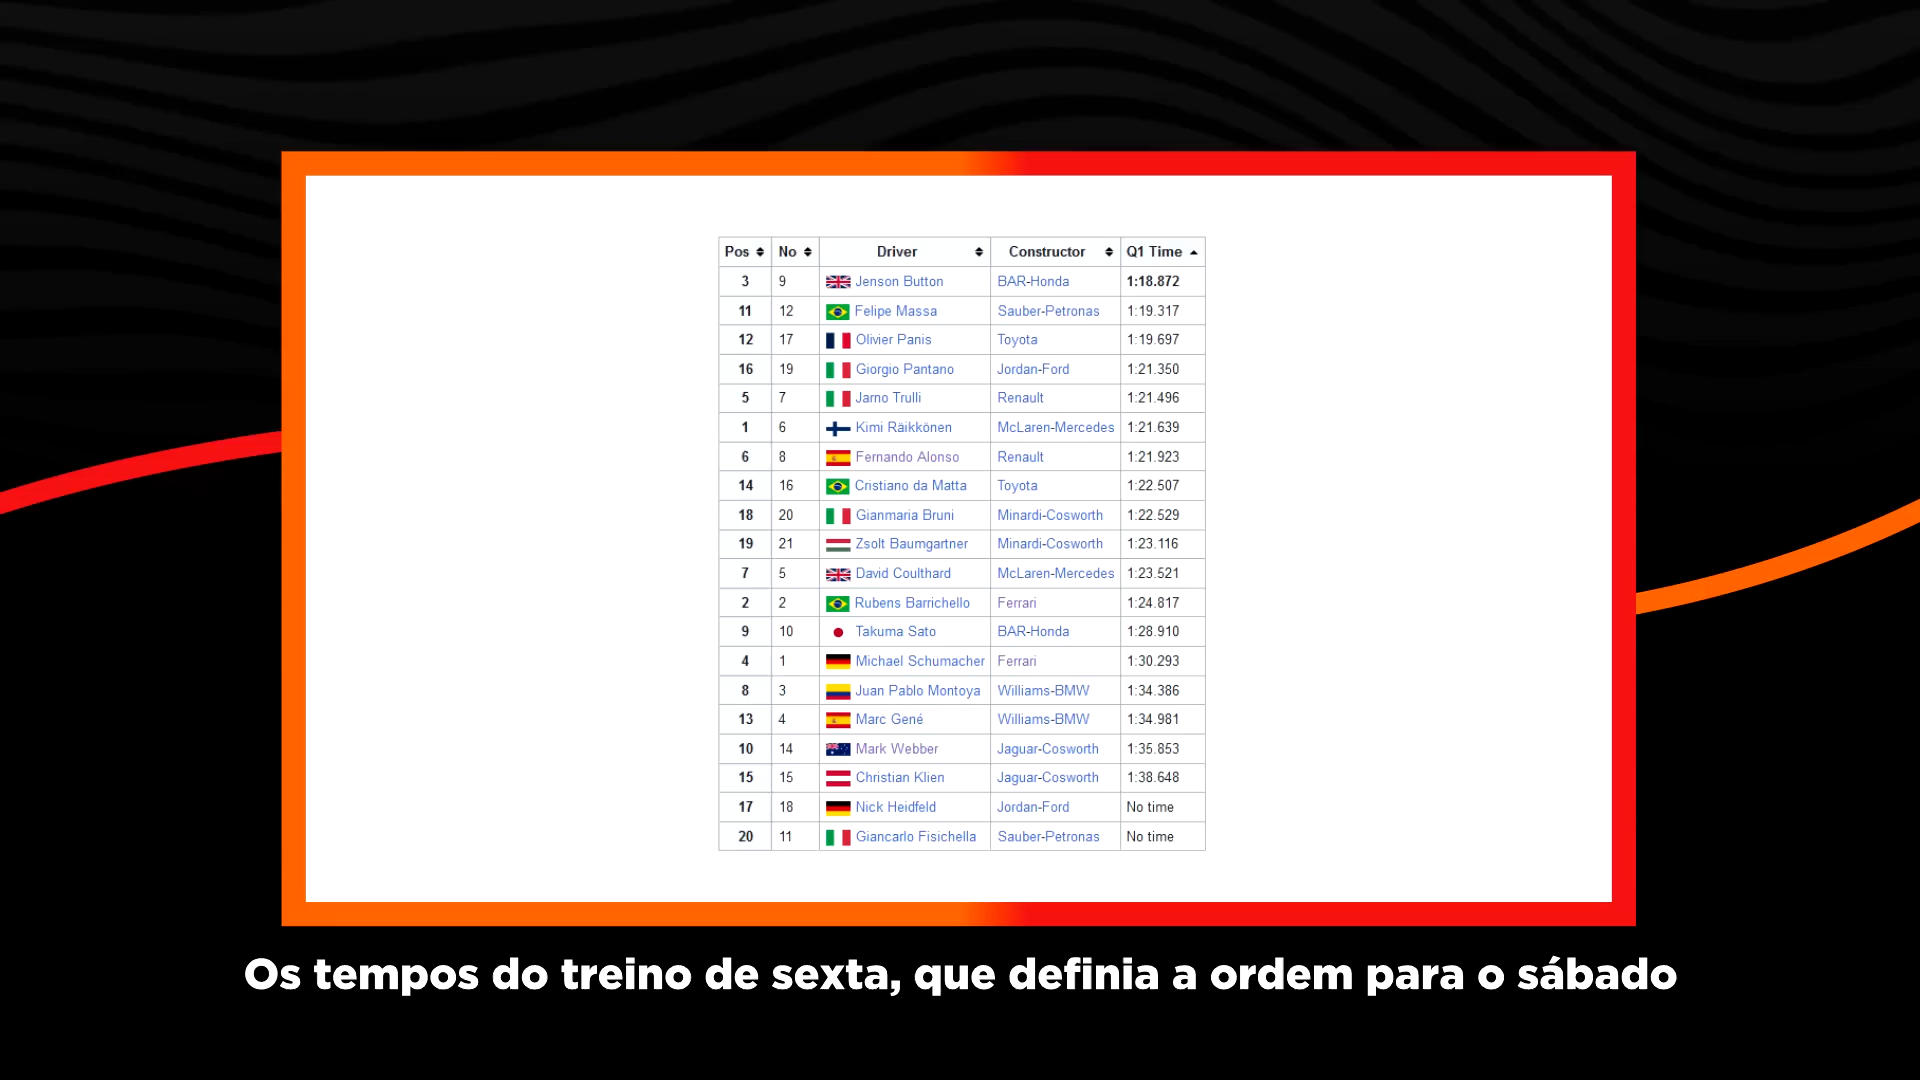 Pos No Driver Constructor Q1 Time
3 9 Jenson Button BAR-Honda 1:18.872
11 12 Felipe Massa Sauber-Petronas 1:19.317
12 17 Olivier Panis Toyota 1:19.697
16 19 Giorgio Pantano Jordan-Ford 1:21.350
5 7 Jarno Trulli Renault 1:21.496
1 6 Kimi Räikkönen McLaren-Mercedes 1:21.639
6 8 Fernando Alonso Renault 1:21.923
14 16 Cristiano da Matta Toyota 1:22.507
18 20 Gianmaria Bruni Minardi-Cosworth 1:22.529
19 21 Zsolt Baumgartner Minardi-Cosworth 1:23.116
7 5 David Coulthard McLaren-Mercedes 1:23.521
2 2 Rubens Barrichello Ferrari 1:24.817
9 10 Takuma Sato BAR-Honda 1:28.910
4 1 Michael Schumacher Ferrari 1:30.293
8 3 Juan Pablo Montoya Williams-BMW 1:34.386
13 4 Marc Gené Williams-BMW 1:34.981
10 14 Mark Webber Jaguar-Cosworth 1:35.853
15 15 Christian Klien Jaguar-Cosworth 1:38.648
17 18 Nick Heidfeld Jordan-Ford No time
20 11 Giancarlo Fisichella Sauber-Petronas No time
Os tempos do treino de sexta, que definia a ordem para o sábado